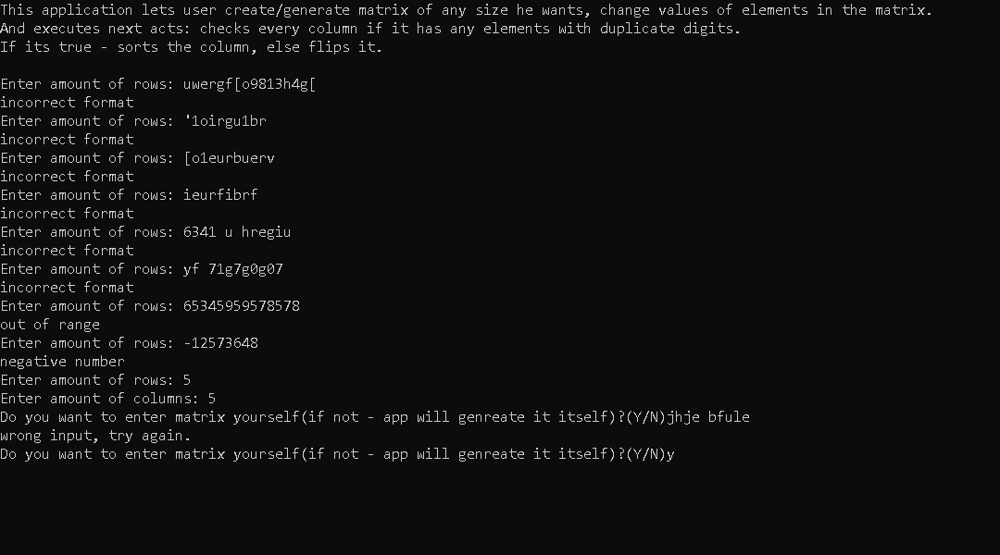 This application lets user create/generate matrix of any size he wants, change values of elements in the matrix.
And executes next acts: checks every column if it has any elements with duplicate digits.
If its true - sorts the column, else flips it.
Enter amount of rows: uwergf[o9813h4g[
incorrect format
Enter amount of rows: '1oirgu1br
incorrect format
Enter amount of rows: [o1eurbuerv
incorrect format
Enter amount of rows: ieurfibrf
incorrect format
Enter amount of rows: 6341 u hregiu
incorrect format
Enter amount of rows: yf 71g7g0g07
incorrect format
Enter amount of rows: 65345959578578
out of range
Enter amount of rows: -12573648
negative number
Enter amount of rows: 5
Enter amount of columns: 5
Do you want to enter matrix yourself(if not - app will genreate it itself)?(Y/N)jhje bfule
wrong input, try again.
Do you want to enter matrix yourself(if not - app will genreate it itself)?(Y/N)y